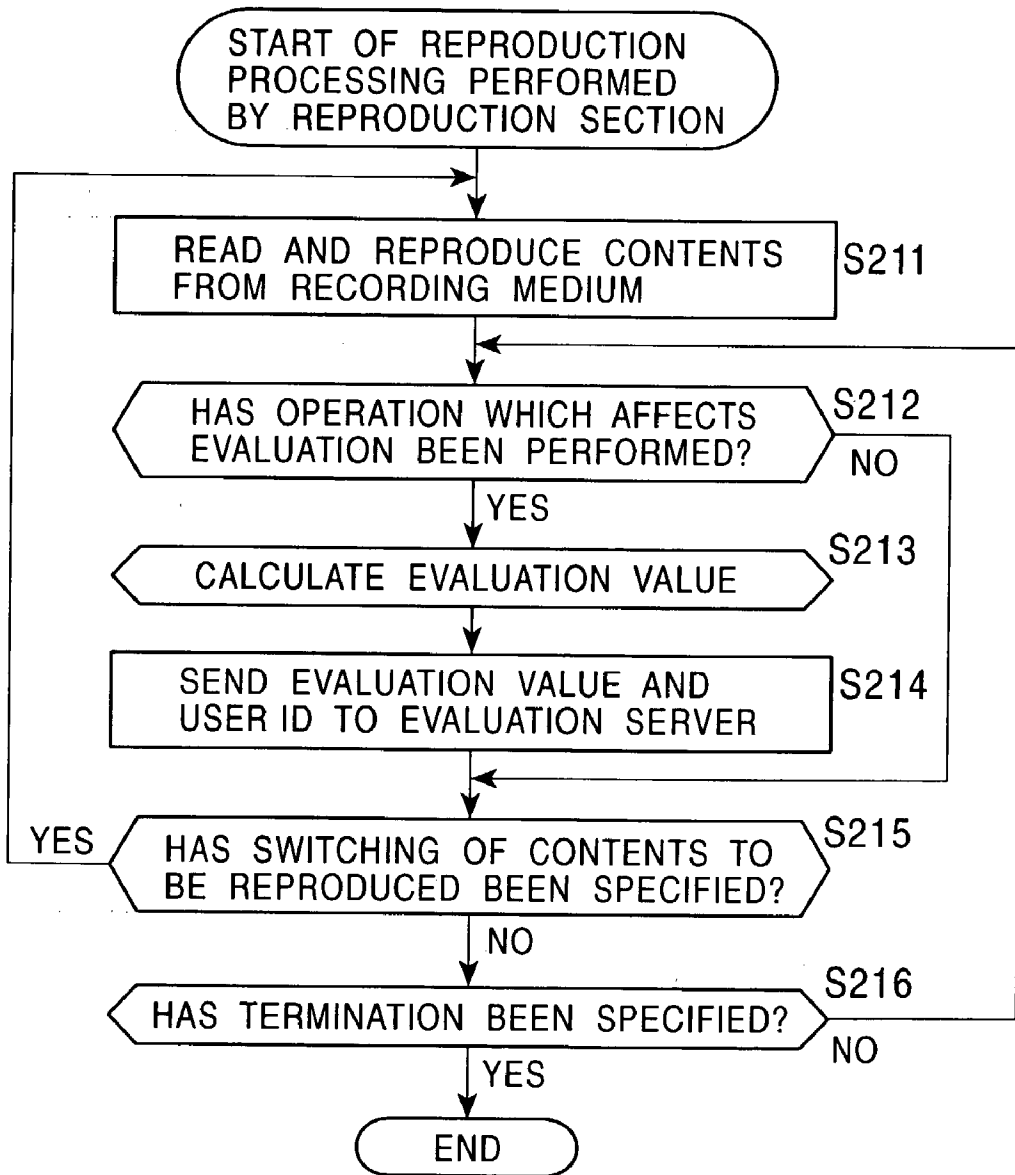 START OF REPRODUCTION
PROCESSING PERFORMED
BY REPRODUCTION SECTION
READ AND REPRODUCE CONTENTS
FROM RECORDING MEDIUM
S211
HAS OPERATION WHICH AFFECTS
EVALUATION BEEN PERFORMED?
S212
NO
YES
CALCULATE EVALUATION VALUE
S213
SEND EVALUATION VALUE AND
USER ID TO EVALUATION SERVER
S214
YES
HAS SWITCHING OF CONTENTS TO
BE REPRODUCED BEEN SPECIFIED?
S215
NO
HAS TERMINATION BEEN SPECIFIED?
S216
NO
YES
END